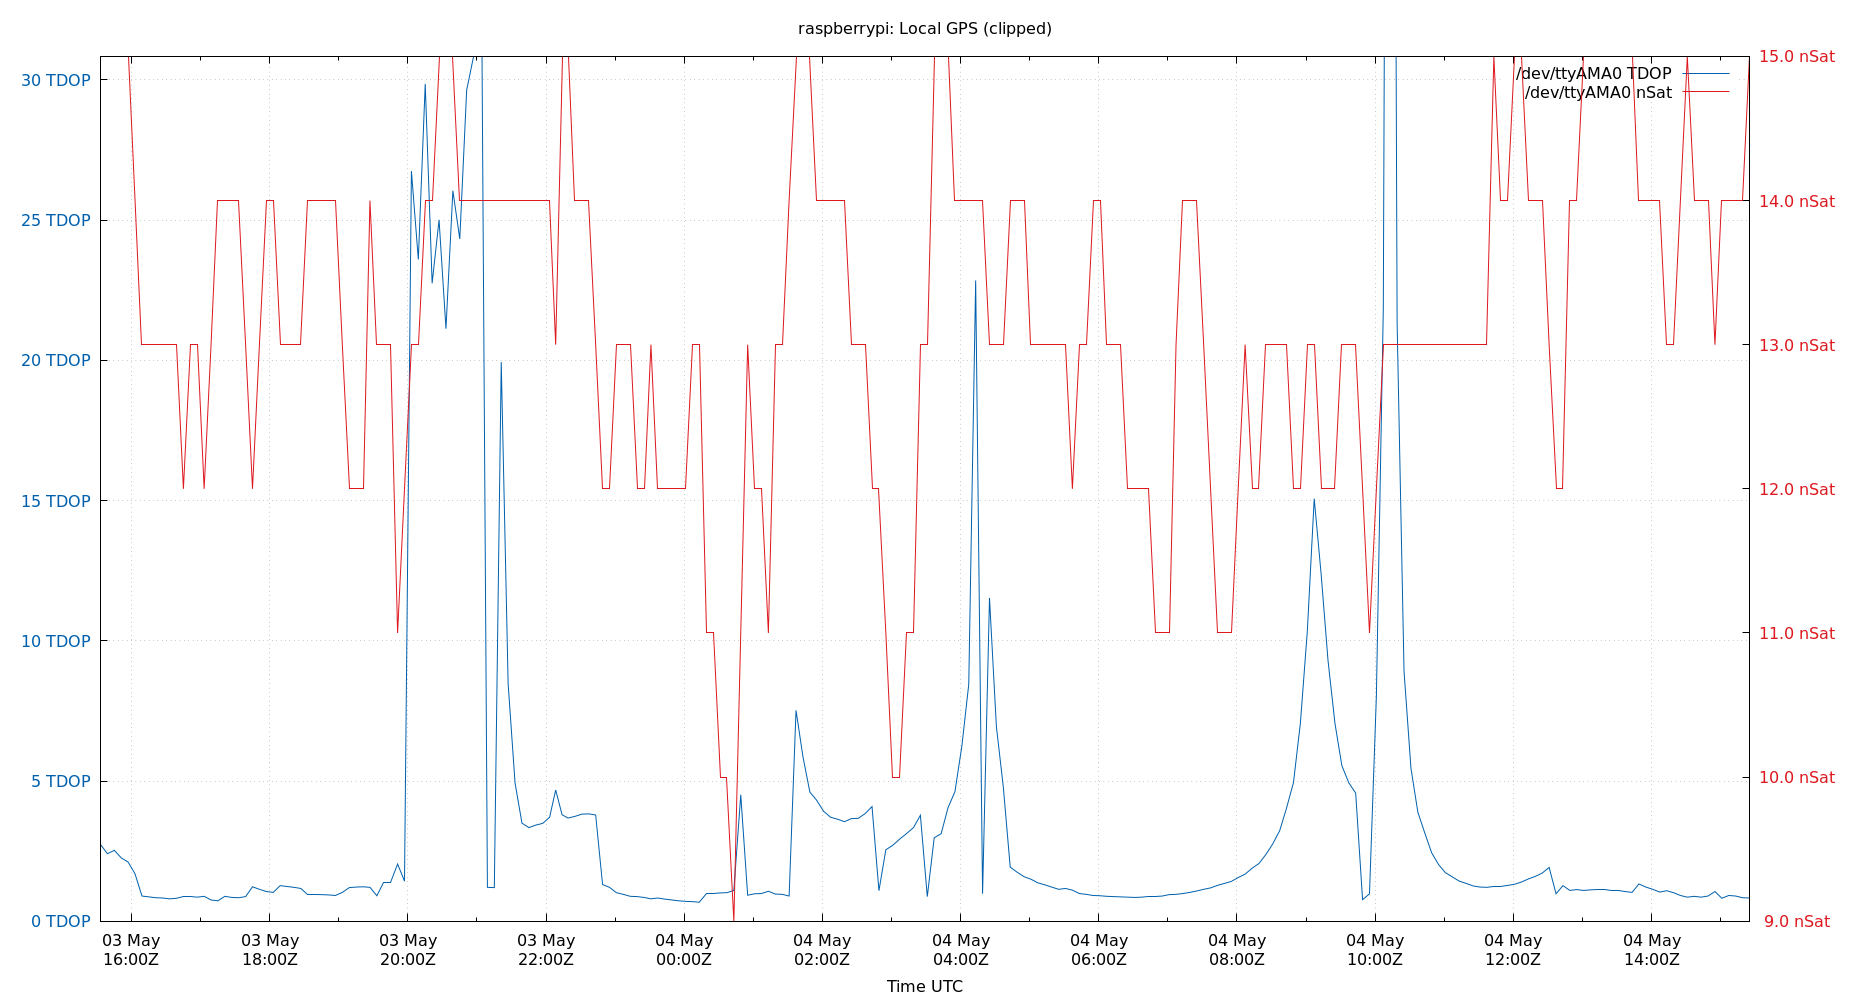 raspberrypi: Local GPS (clipped)
/dev/ttyAMA0 TDOP
/dev/ttyAMA0 nSat
30 TDOP
25 TDOP
20 TDOP
15 TDOP
10 TDOP
5 TDOP
0 TDOP
15.0 nSat
14.0 nSat
13.0 nSat
12.0 nSat
11.0 nSat
10.0 nSat
9.0 nSat
03 May
16:00Z
03 May
18:00Z
03 May
20:00Z
03 May
22:00Z
04 May
00:00Z
04 May
02:00Z
04 May
04:00Z
04 May
06:00Z
04 May
08:00Z
04 May
10:00Z
04 May
12:00Z
04 May
14:00Z
Time UTC